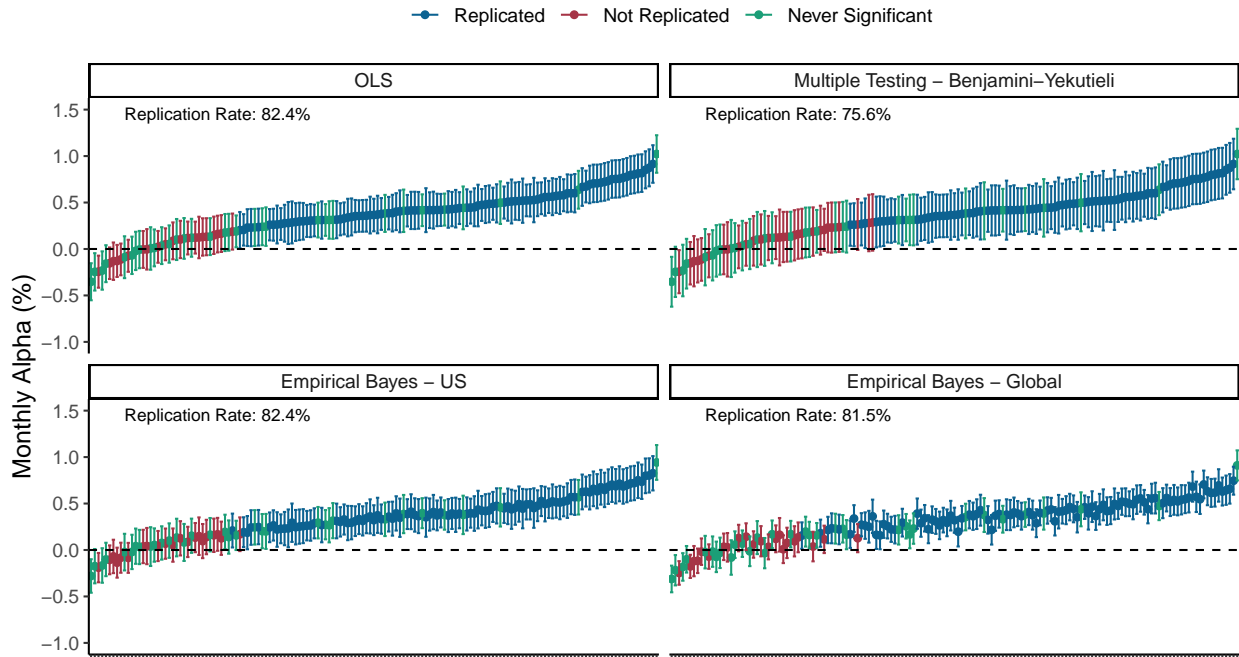 Replicated Not Replicated Never Significant
OLS
Multiple Testing − Benjamini−Yekutieli
Replication Rate: 82.4%
Replication Rate: 75.6%
1.5
1.0
0.5
0.0
−0.5
−1.0
Monthly Alpha (%)
Empirical Bayes − US
Empirical Bayes − Global
Replication Rate: 82.4%
Replication Rate: 81.5%
1.5
1.0
0.5
0.0
−0.5
−1.0